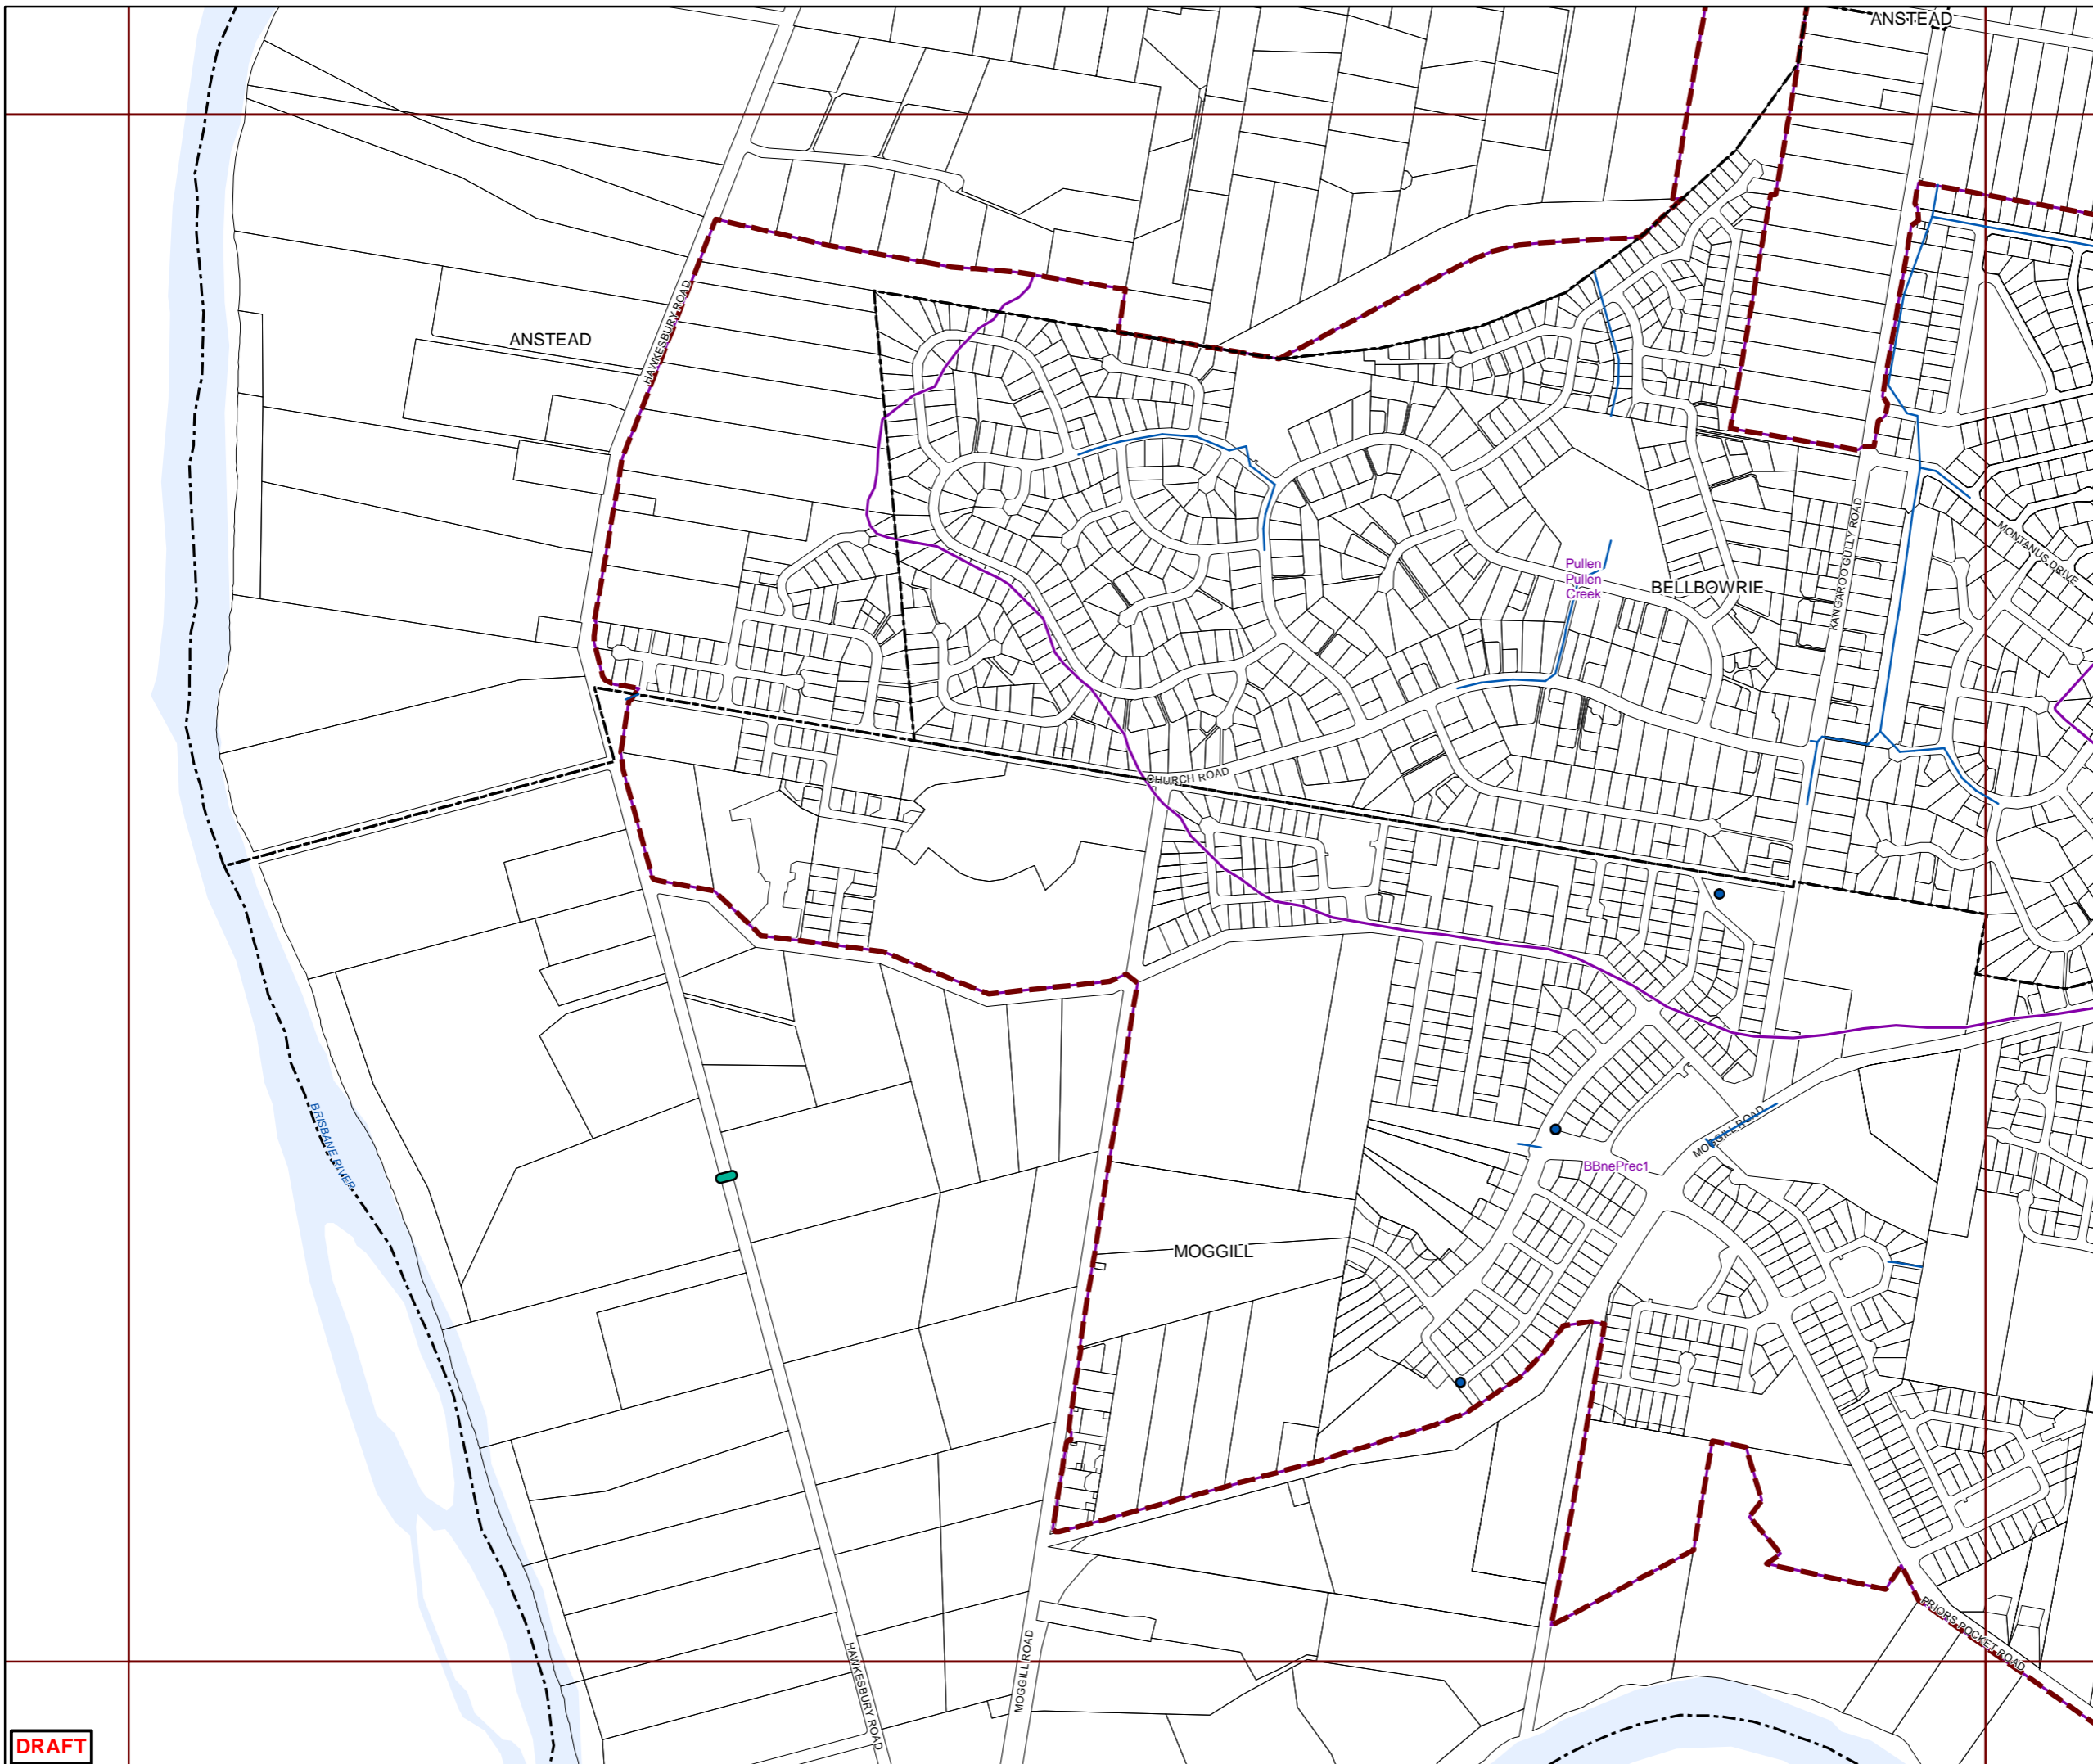 ANSTEAD
HAWKESBURY ROAD
ANSTEAD
KANGAROO GULLY ROAD
MONTANUS DRIVE
Pullen
Pullen
Creek
BELLBOWRIE
CHURCH ROAD
BRISBANE RIVER
MOGGILL ROAD
BBnePrec1
MOGGILL
PRIORS POCKET ROAD
HAWKESBURY ROAD
MOGGILL ROAD
DRAFT